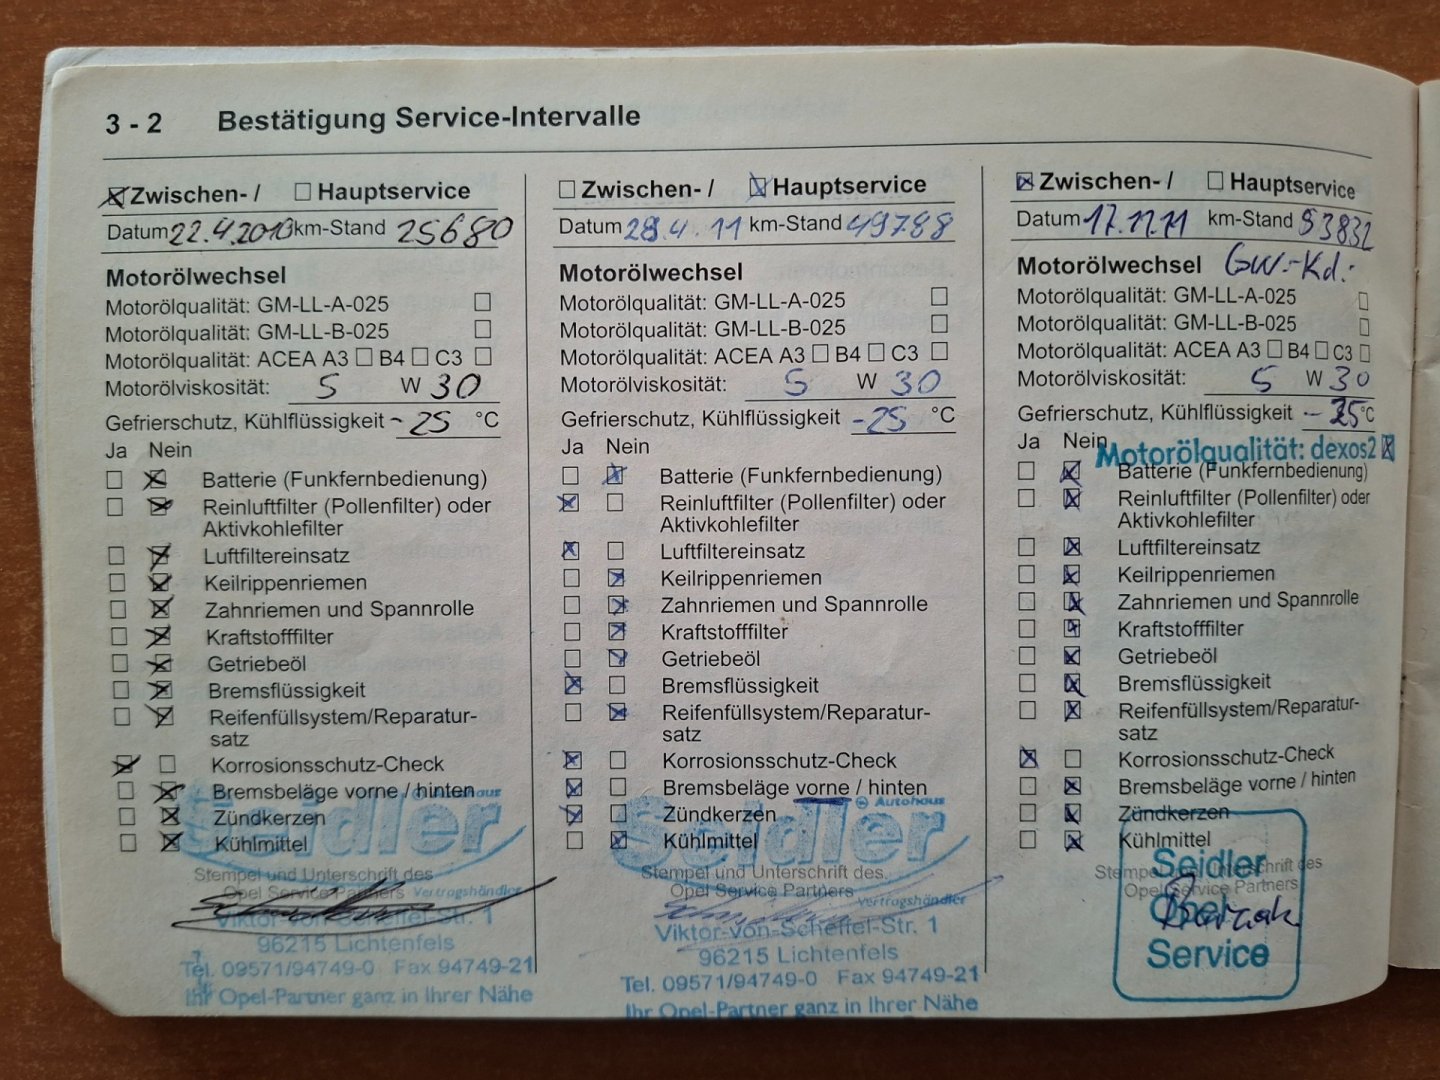 3 - 2 Bestätigung Service-Intervalle
Zwischen- / Hauptservice
Datum 22.4.2010 km-Stand 25680
Motorölwechsel
Motorölqualität: GM-LL-A-025
Motorölqualität: GM-LL-B-025
Motorölqualität: ACEA A3 B4 C3
Motorölviskosität: 5 W 30
Gefrierschutz, Kühlflüssigkeit - 25 °C
Ja Nein
Batterie (Funkfernbedienung)
Reinluftfilter (Pollenfilter) oder
Aktivkohlefilter
Luftfiltereinsatz
Keilrippenriemen
Zahnriemen und Spannrolle
Kraftstofffilter
Getriebeöl
Bremsflüssigkeit
Reifenfüllsystem/Reparatur-
satz
Korrosionsschutz-Check
Bremsbeläge vorne / hinten
Zündkerzen
Kühlmittel
Autohaus
Seidler
Stempel und Unterschrift des
Opel Service Partners
Vertragshändler
Viktor-von-Scheffel-Str. 1
96215 Lichtenfels
Tel. 09571/94749-0 Fax 94749-21
Ihr Opel-Partner ganz in Ihrer Nähe
Zwischen- / Hauptservice
Datum 28.4.11 km-Stand 49788
Motorölwechsel
Motorölqualität: GM-LL-A-025
Motorölqualität: GM-LL-B-025
Motorölqualität: ACEA A3 B4 C3
Motorölviskosität: 5 W 30
Gefrierschutz, Kühlflüssigkeit -25 °C
Ja Nein
Batterie (Funkfernbedienung)
Reinluftfilter (Pollenfilter) oder
Aktivkohlefilter
Luftfiltereinsatz
Keilrippenriemen
Zahnriemen und Spannrolle
Kraftstofffilter
Getriebeöl
Bremsflüssigkeit
Reifenfüllsystem/Reparatur-
satz
Korrosionsschutz-Check
Bremsbeläge vorne / hinten
Zündkerzen
Kühlmittel
Autohaus
Seidler
Stempel und Unterschrift des
Opel Service Partners
Vertragshändler
Viktor-von-Scheffel-Str. 1
96215 Lichtenfels
Tel. 09571/94749-0 Fax 94749-21
Ihr Opel-Partner ganz in Ihrer Nähe
Zwischen- / Hauptservice
Datum 17.11.11 km-Stand 53832
Motorölwechsel GW.-Kd.-
Motorölqualität: GM-LL-A-025
Motorölqualität: GM-LL-B-025
Motorölqualität: ACEA A3 B4 C3
Motorölviskosität: 5 W 30
Gefrierschutz, Kühlflüssigkeit - °C
Ja Nein
Motorölqualität: dexos2
Batterie (Funkfernbedienung)
Reinluftfilter (Pollenfilter) oder
Aktivkohlefilter
Luftfiltereinsatz
Keilrippenriemen
Zahnriemen und Spannrolle
Kraftstofffilter
Getriebeöl
Bremsflüssigkeit
Reifenfüllsystem/Reparatur-
satz
Korrosionsschutz-Check
Bremsbeläge vorne / hinten
Zündkerzen
Kühlmittel
Stempel und Unterschrift des
Opel Service Partners
Seidler
Opel
Service